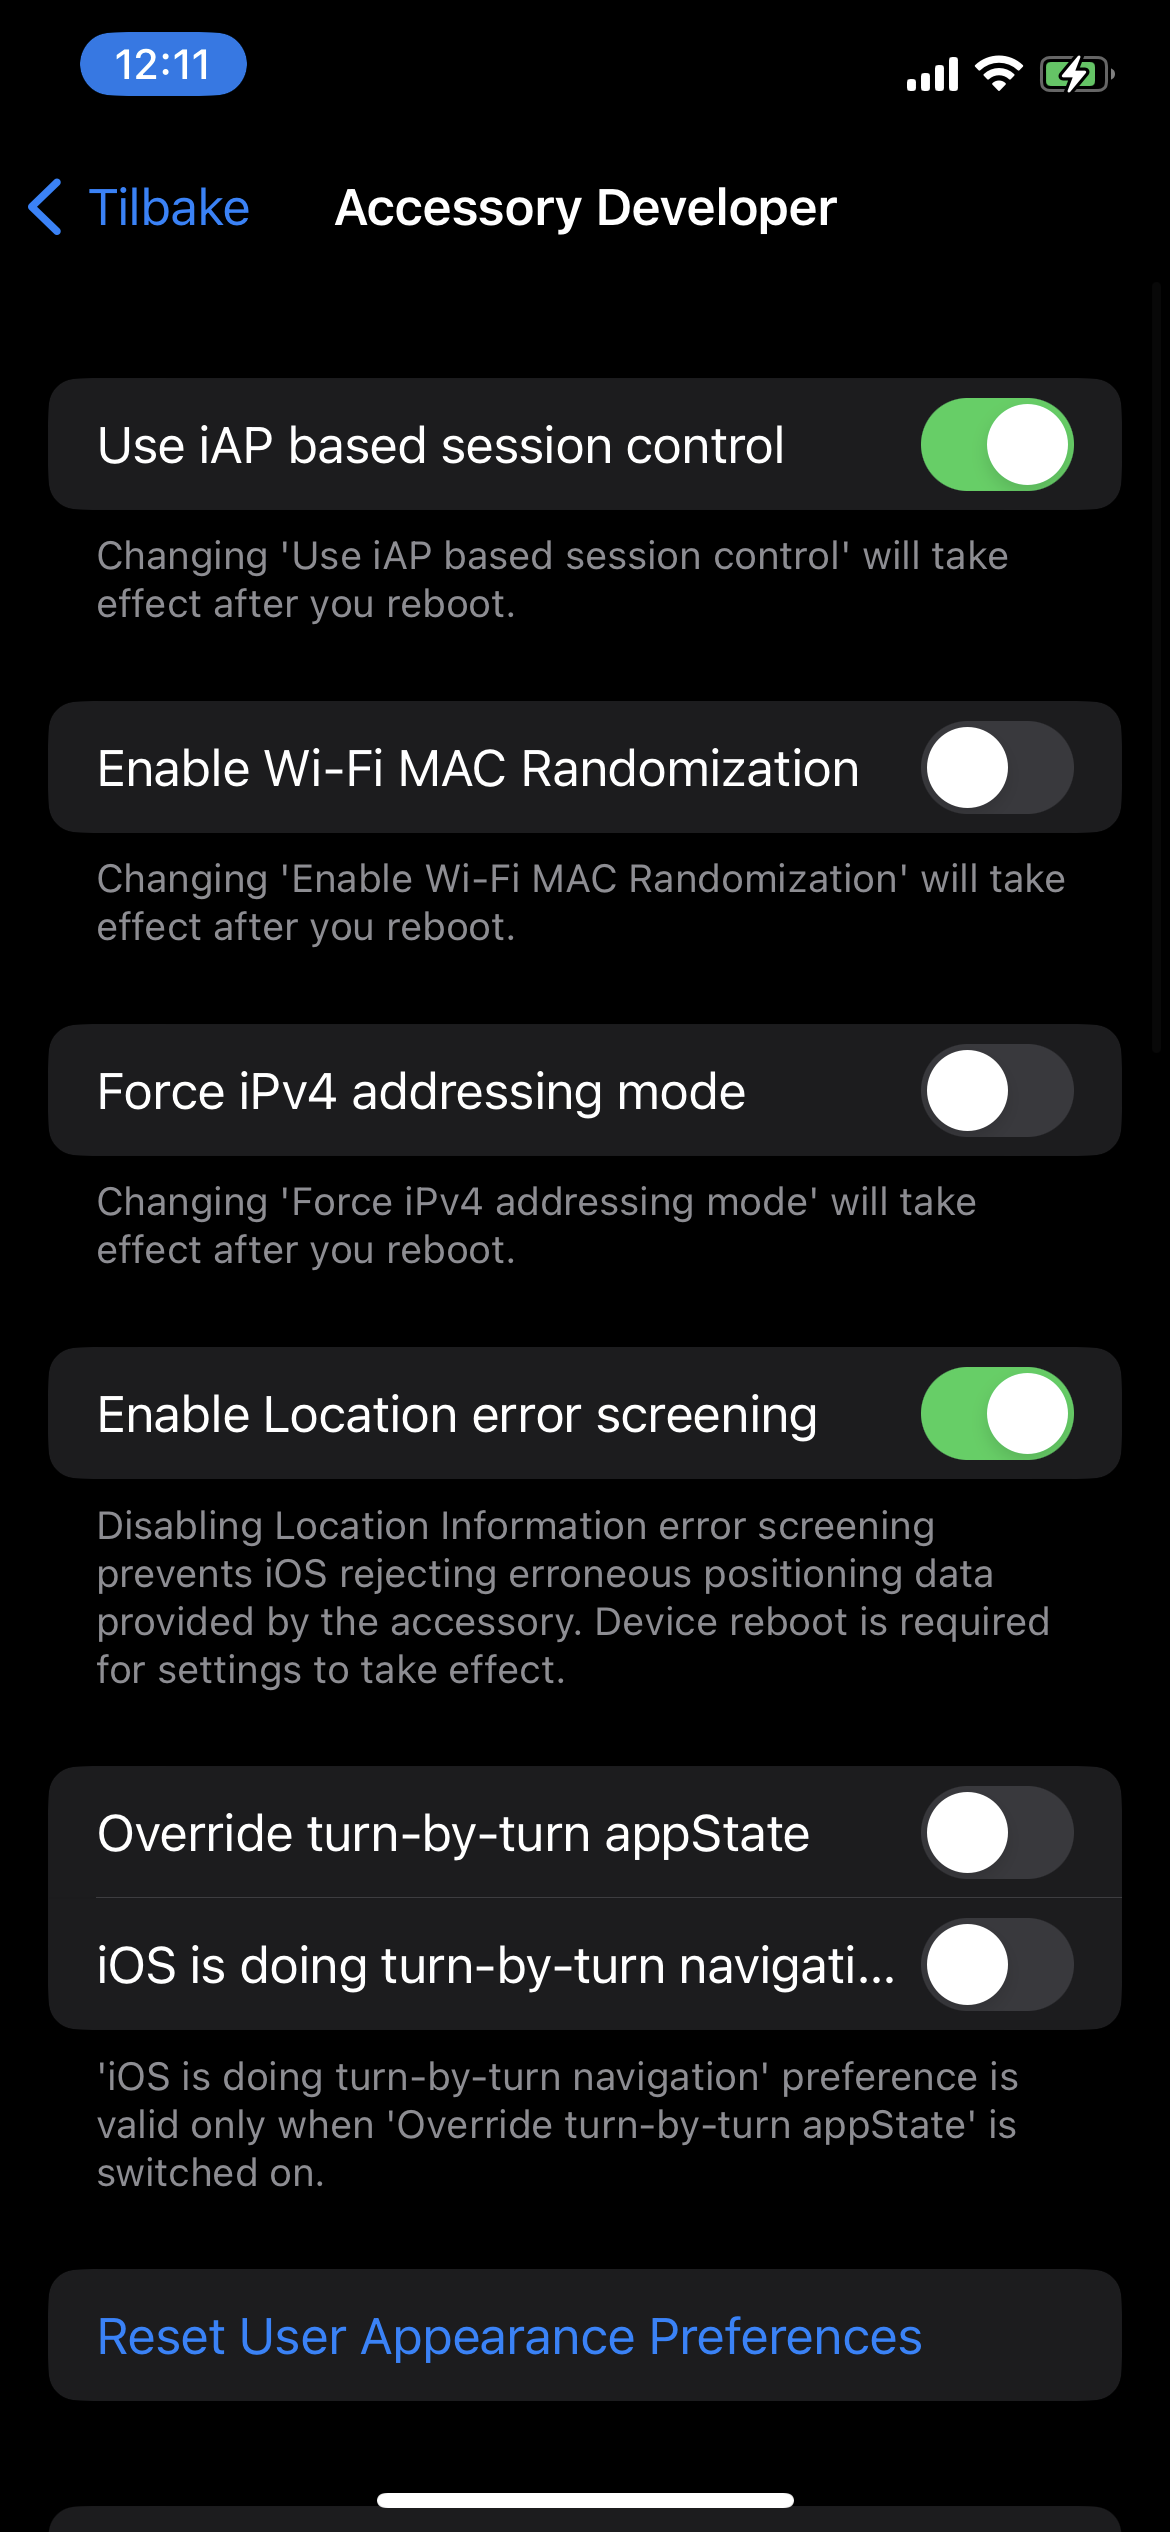 12:11
Tilbake
Accessory Developer
Use iAP based session control
Changing 'Use iAP based session control' will take
effect after you reboot.
Enable Wi-Fi MAC Randomization
Changing 'Enable Wi-Fi MAC Randomization' will take
effect after you reboot.
Force iPv4 addressing mode
Changing 'Force iPv4 addressing mode' will take
effect after you reboot.
Enable Location error screening
Disabling Location Information error screening
prevents iOS rejecting erroneous positioning data
provided by the accessory. Device reboot is required
for settings to take effect.
Override turn-by-turn appState
iOS is doing turn-by-turn navigati...
'iOS is doing turn-by-turn navigation' preference is
valid only when 'Override turn-by-turn appState' is
switched on.
Reset User Appearance Preferences